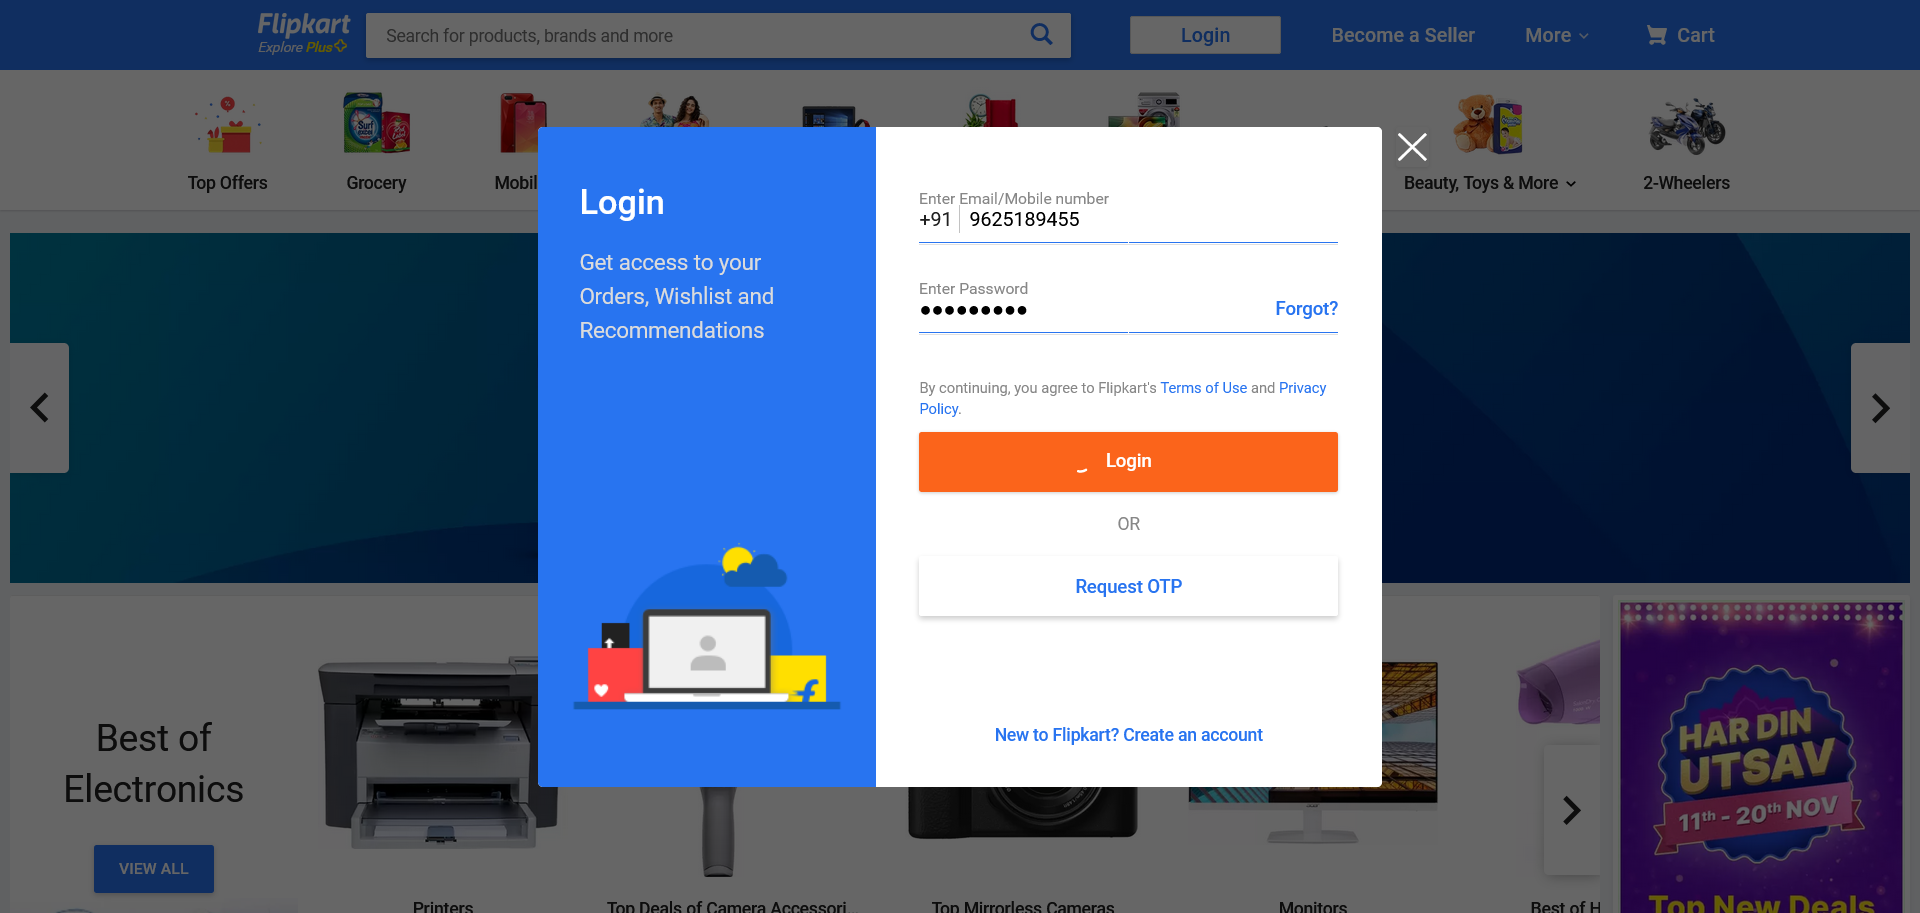 Flipkart
Explore Plus
Search for products, brands and more
Login
Become a Seller
More
Cart
Top Offers
Grocery
Mobil
Beauty, Toys & More
2-Wheelers
Login
Get access to your
Orders, Wishlist and
Recommendations
Enter Email/Mobile number
+91 9625189455
Enter Password
Forgot?
By continuing, you agree to Flipkart's Terms of Use and Privacy
Policy.
Login
OR
Request OTP
New to Flipkart? Create an account
Best of
Electronics
VIEW ALL
Printers
Top Deals of Camera Accessori...
Top Mirrorless Cameras
Monitors
Best of H
HAR DIN
UTSAV
11th - 20th NOV
Top New Deals